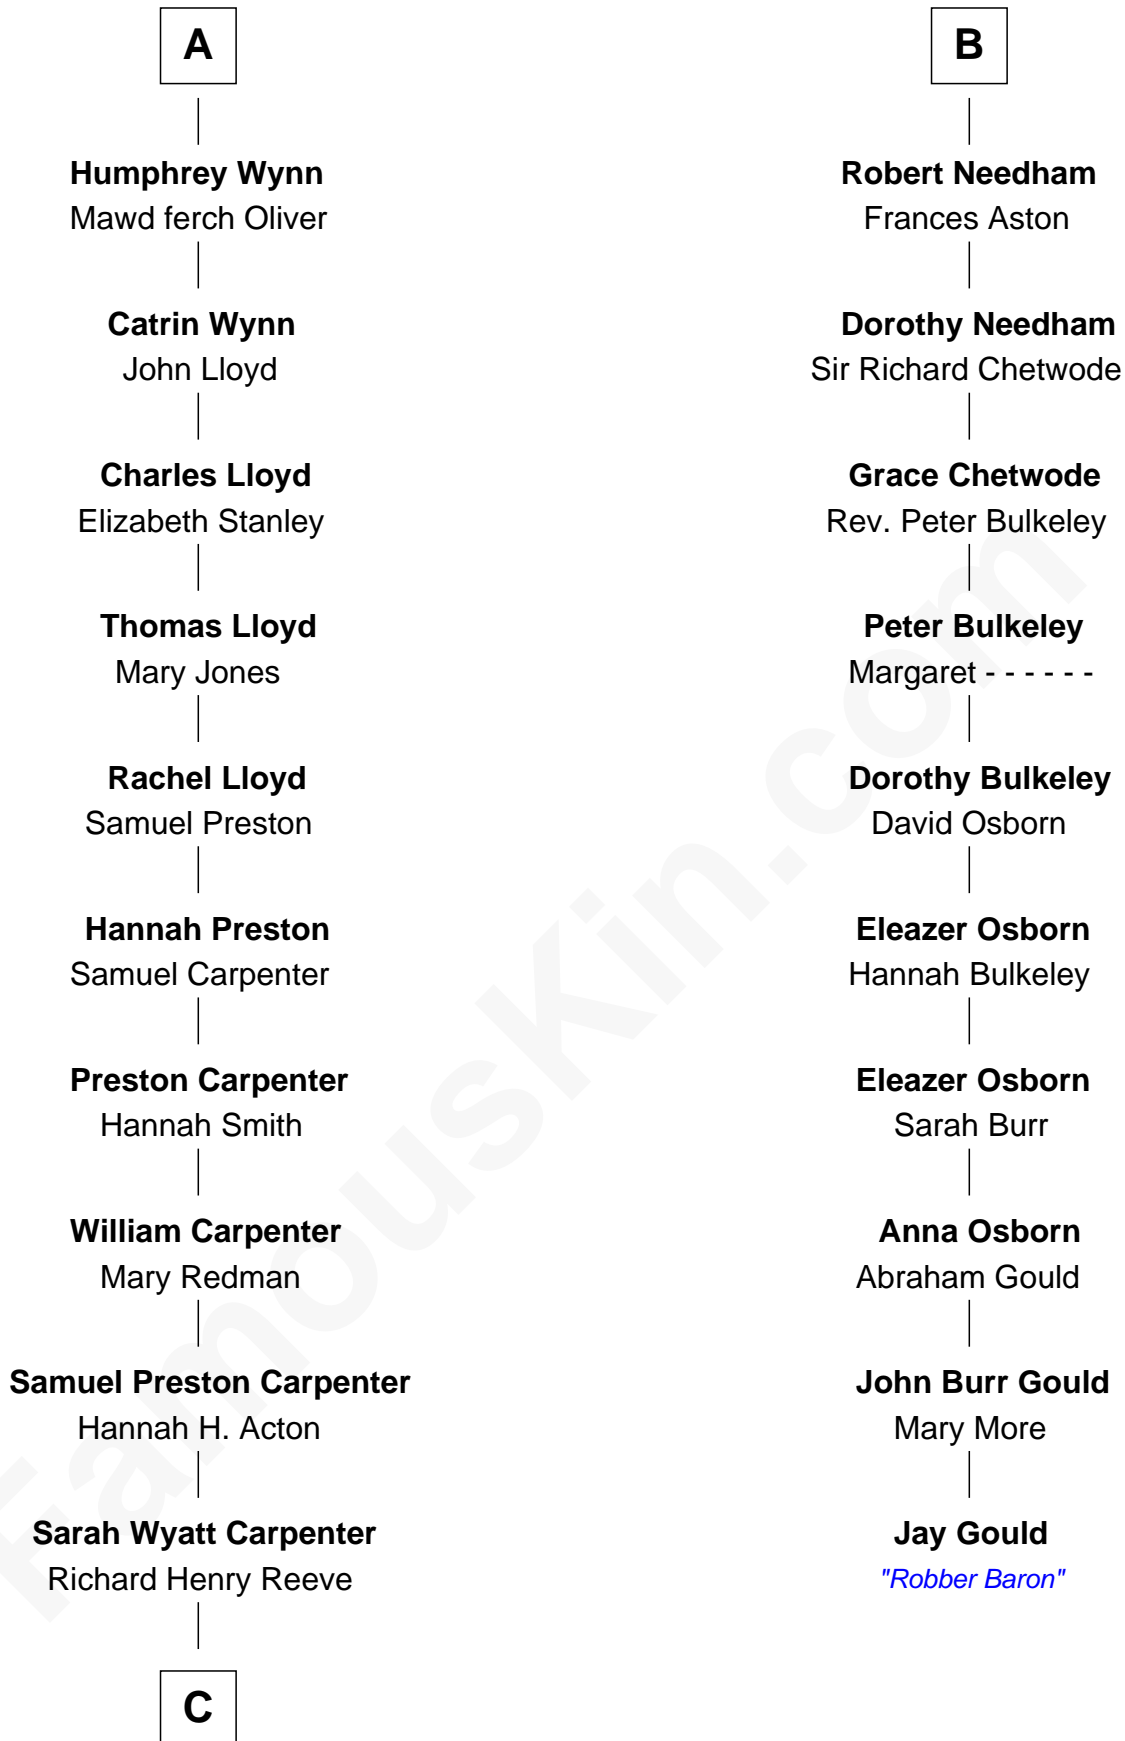 A
Humphrey Wynn
Mawd ferch Oliver
Catrin Wynn
John Lloyd
Charles Lloyd
Elizabeth Stanley
Thomas Lloyd
Mary Jones
Rachel Lloyd
Samuel Preston
Hannah Preston
Samuel Carpenter
Preston Carpenter
Hannah Smith
William Carpenter
Mary Redman
Samuel Preston Carpenter
Hannah H. Acton
Sarah Wyatt Carpenter
Richard Henry Reeve
C
B
Robert Needham
Frances Aston
Dorothy Needham
Sir Richard Chetwode
Grace Chetwode
Rev. Peter Bulkeley
Peter Bulkeley
Margaret - - - - - -
Dorothy Bulkeley
David Osborn
Eleazer Osborn
Hannah Bulkeley
Eleazer Osborn
Sarah Burr
Anna Osborn
Abraham Gould
John Burr Gould
Mary More
Jay Gould
"Robber Baron"
FamousKin.com